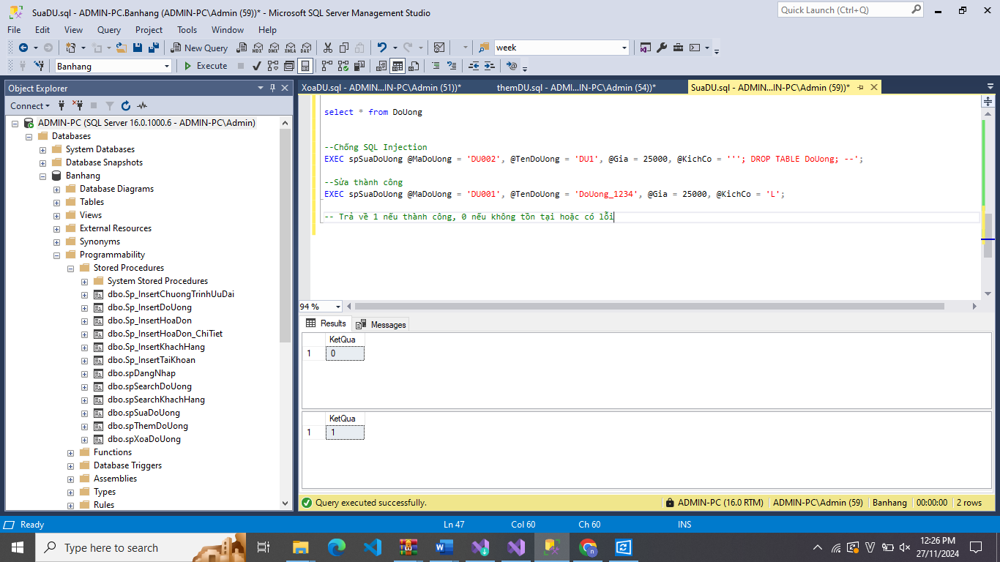 SuaDU.sql - ADMIN-PC.Banhang (ADMIN-PC\Admin (59))* - Microsoft SQL Server Management Studio
Quick Launch (Ctrl+Q)
File Edit View Query Project Tools Window Help
New Query MDX DMX XMLA DAX week
Banhang Execute
Object Explorer
Connect
ADMIN-PC (SQL Server 16.0.1000.6 - ADMIN-PC\Admin)
Databases
System Databases
Database Snapshots
Banhang
Database Diagrams
Tables
Views
External Resources
Synonyms
Programmability
Stored Procedures
System Stored Procedures
dbo.Sp_InsertChuongTrinhUuDai
dbo.Sp_InsertDoUong
dbo.Sp_InsertHoaDon
dbo.Sp_InsertHoaDon_ChiTiet
dbo.Sp_InsertKhachHang
dbo.Sp_InsertTaiKhoan
dbo.spDangNhap
dbo.spSearchDoUong
dbo.spSearchKhachHang
dbo.spSuaDoUong
dbo.spThemDoUong
dbo.spXoaDoUong
Functions
Database Triggers
Assemblies
Types
Rules
XoaDU.sql - ADMIN...IN-PC\Admin (51))* themDU.sql - ADMI...IN-PC\Admin (54))* SuaDU.sql - ADMIN...IN-PC\Admin (59))*
select * from DoUong
--Chống SQL Injection
EXEC spSuaDoUong @MaDoUong = 'DU002', @TenDoUong = 'DU1', @Gia = 25000, @KichCo = '''; DROP TABLE DoUong; --';
--Sửa thành công
EXEC spSuaDoUong @MaDoUong = 'DU001', @TenDoUong = 'DoUong_1234', @Gia = 25000, @KichCo = 'L';
-- Trả về 1 nếu thành công, 0 nếu không tồn tại hoặc có lỗi
94 %
Results Messages
KetQua
1 0
KetQua
1 1
Query executed successfully. ADMIN-PC (16.0 RTM) ADMIN-PC\Admin (59) Banhang 00:00:00 2 rows
Ready Ln 47 Col 60 Ch 60 INS
Type here to search
12:26 PM
27/11/2024